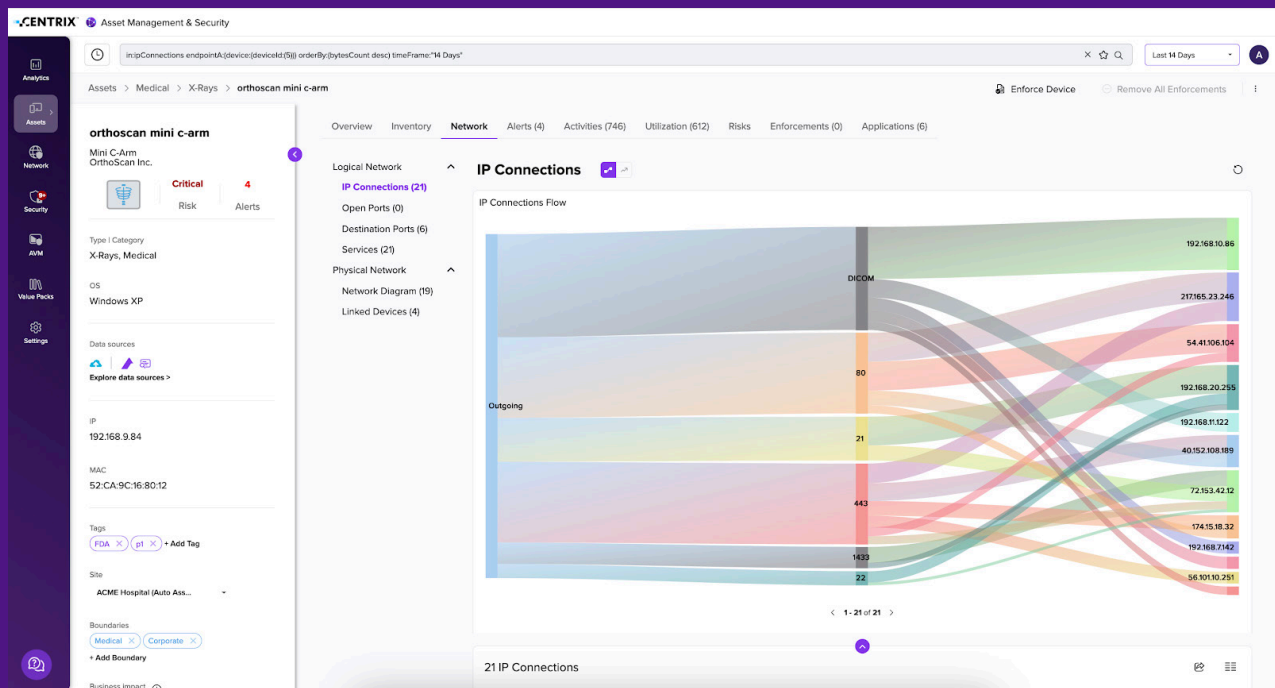 CENTRIX
Asset Management & Security
in:ipConnections endpointA:(device:(deviceId:(5))) orderBy:(bytesCount desc) timeFrame:"14 Days"
Last 14 Days
A
Analytics
Assets
Network
Security
9+
AVM
Value Packs
Settings
Assets > Medical > X-Rays > orthoscan mini c-arm
Enforce Device
Remove All Enforcements
orthoscan mini c-arm
Mini C-Arm
OrthoScan Inc.
Critical
Risk
4
Alerts
Type | Category
X-Rays, Medical
OS
Windows XP
Data sources
Explore data sources >
IP
192.168.9.84
MAC
52:CA:9C:16:80:12
Tags
FDA ×
p1 ×
+ Add Tag
Site
ACME Hospital (Auto Ass...
Boundaries
Medical ×
Corporate ×
+ Add Boundary
Business impact
Overview
Inventory
Network
Alerts (4)
Activities (746)
Utilization (612)
Risks
Enforcements (0)
Applications (6)
Logical Network
IP Connections (21)
Open Ports (0)
Destination Ports (6)
Services (21)
Physical Network
Network Diagram (19)
Linked Devices (4)
IP Connections
IP Connections Flow
Outgoing
DICOM
80
21
443
1433
22
192.168.10.86
217.165.23.246
54.41.106.104
192.168.20.255
192.168.11.122
40.152.108.189
72.153.42.12
174.15.18.32
192.168.7.142
56.101.10.251
< 1 - 21 of 21 >
21 IP Connections